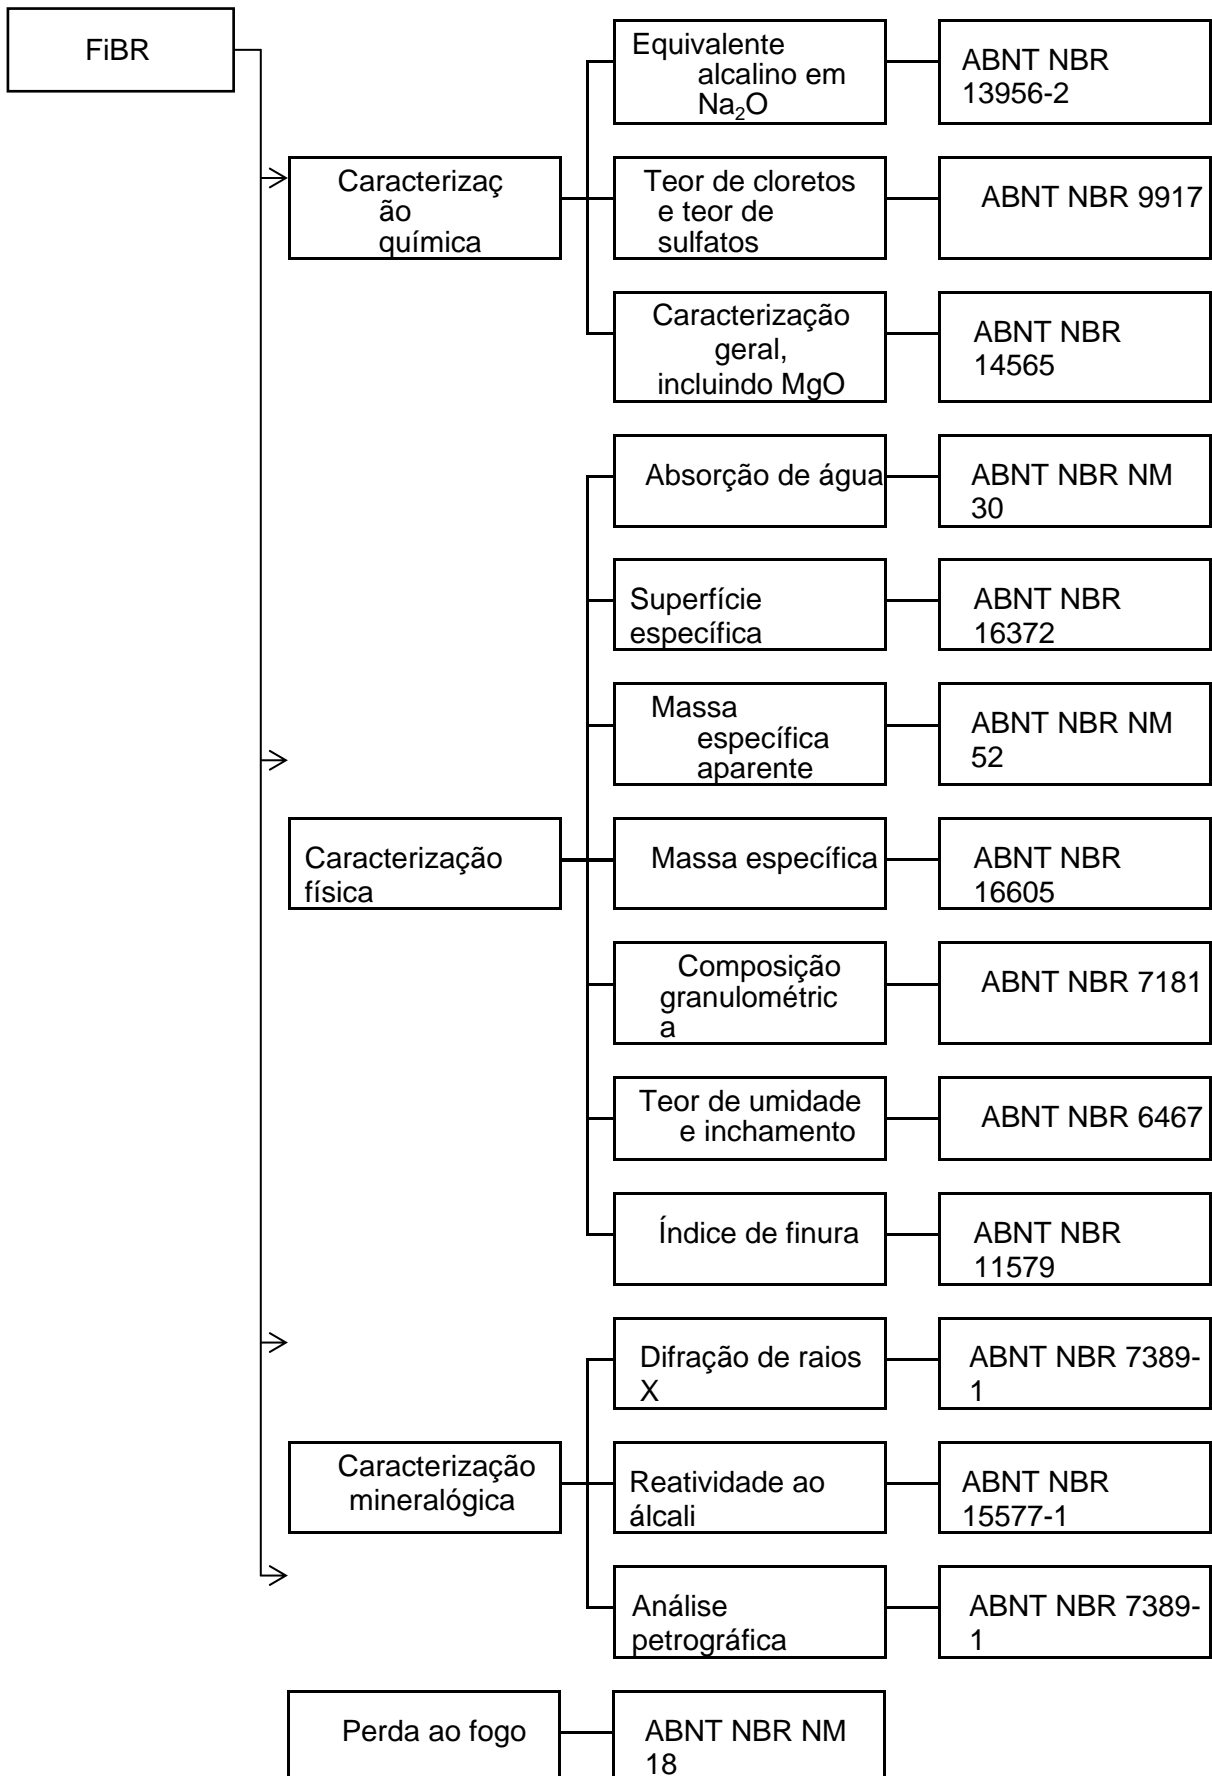 FiBR
Equivalente
alcalino em
Na₂O
ABNT NBR
13956-2
Caracterizaç
ão
química
Teor de cloretos
e teor de
sulfatos
ABNT NBR 9917
Caracterização
geral,
incluindo MgO
ABNT NBR
14565
Absorção de água
ABNT NBR NM
30
Superfície
específica
ABNT NBR
16372
Massa
específica
aparente
ABNT NBR NM
52
Caracterização
física
Massa específica
ABNT NBR
16605
Composição
granulométric
a
ABNT NBR 7181
Teor de umidade
e inchamento
ABNT NBR 6467
Índice de finura
ABNT NBR
11579
Difração de raios
X
ABNT NBR 7389-
1
Caracterização
mineralógica
Reatividade ao
álcali
ABNT NBR
15577-1
Análise
petrográfica
ABNT NBR 7389-
1
Perda ao fogo
ABNT NBR NM
18